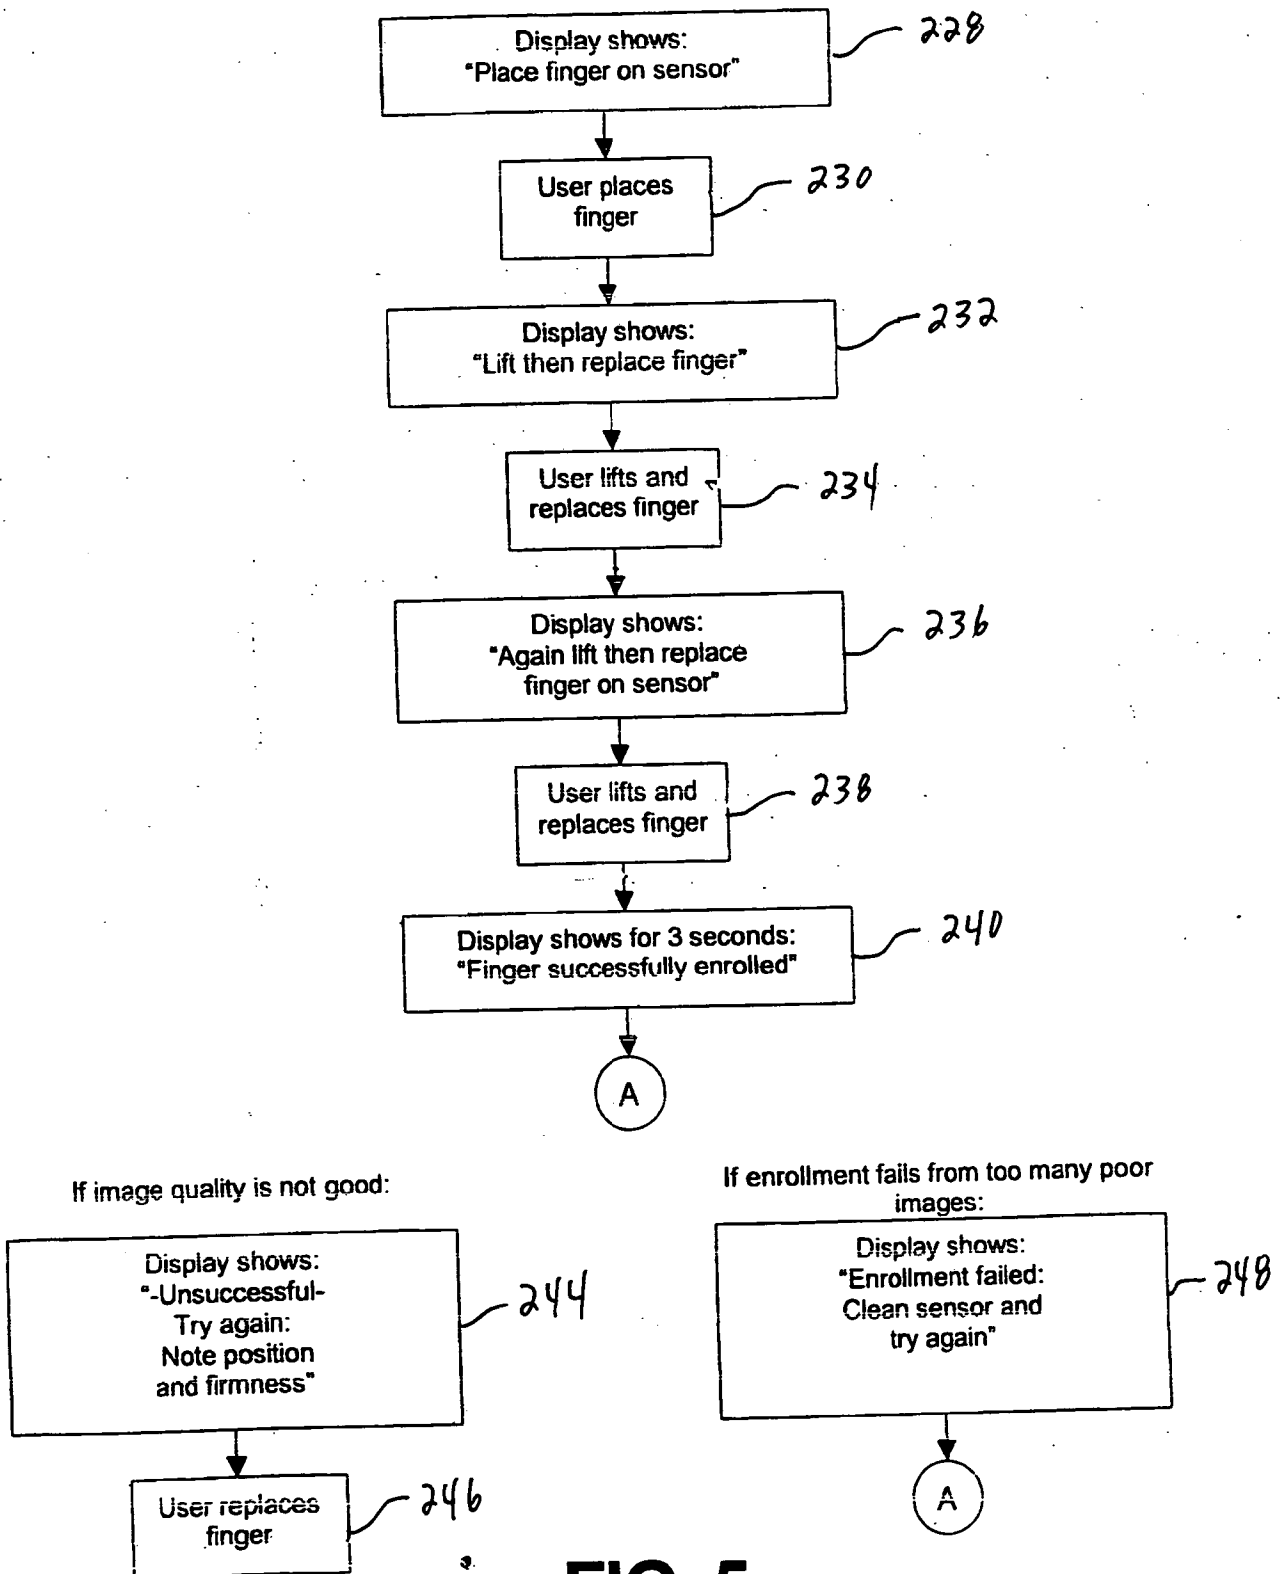 Display shows:
"Place finger on sensor"
228
User places
finger
230
Display shows:
"Lift then replace finger"
232
User lifts and
replaces finger
234
Display shows:
"Again lift then replace
finger on sensor"
236
User lifts and
replaces finger
238
Display shows for 3 seconds:
"Finger successfully enrolled"
240
A
If image quality is not good:
Display shows:
"-Unsuccessful-
Try again:
Note position
and firmness"
244
User replaces
finger
246
If enrollment fails from too many poor
images:
Display shows:
"Enrollment failed:
Clean sensor and
try again"
248
A
FIG. 5